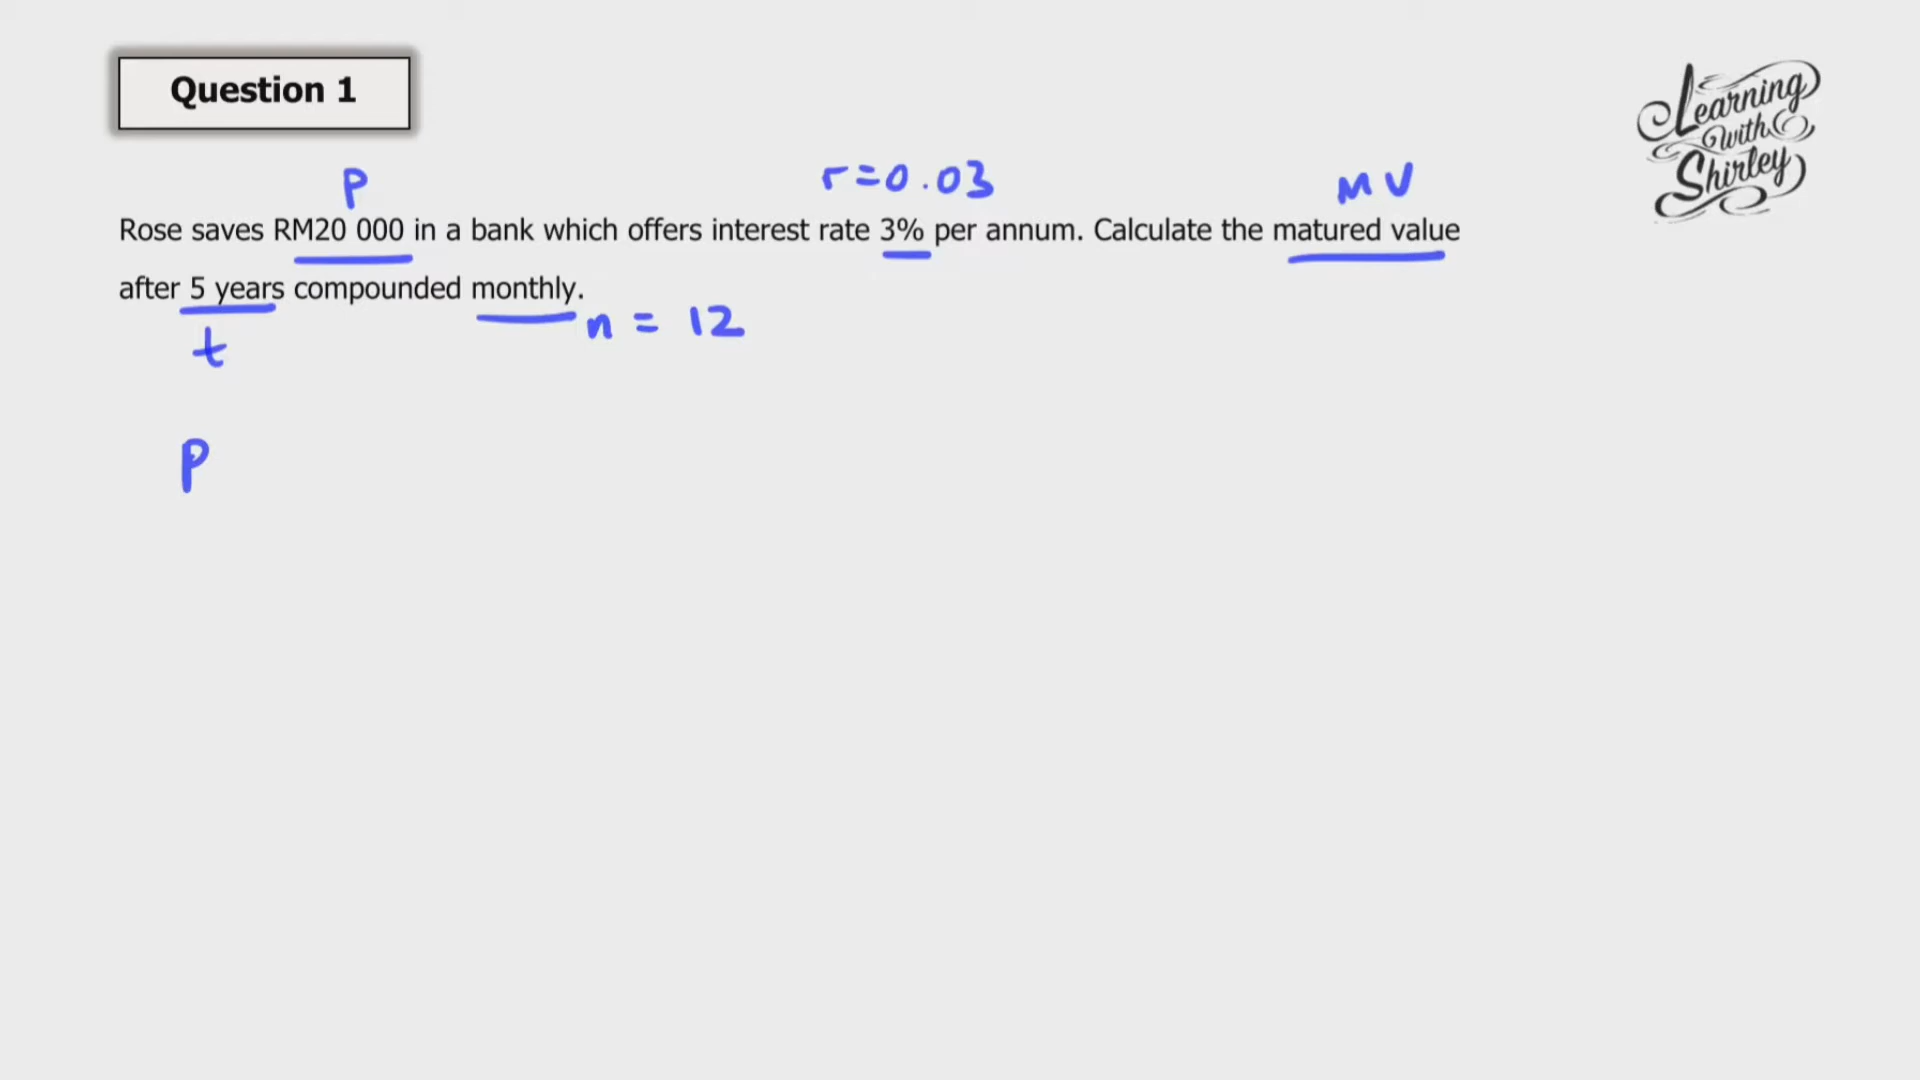 Question 1
Learning
with
Shirley
P r=0.03 MV
Rose saves RM20 000 in a bank which offers interest rate 3% per annum. Calculate the matured value
after 5 years compounded monthly.
n = 12
t
P